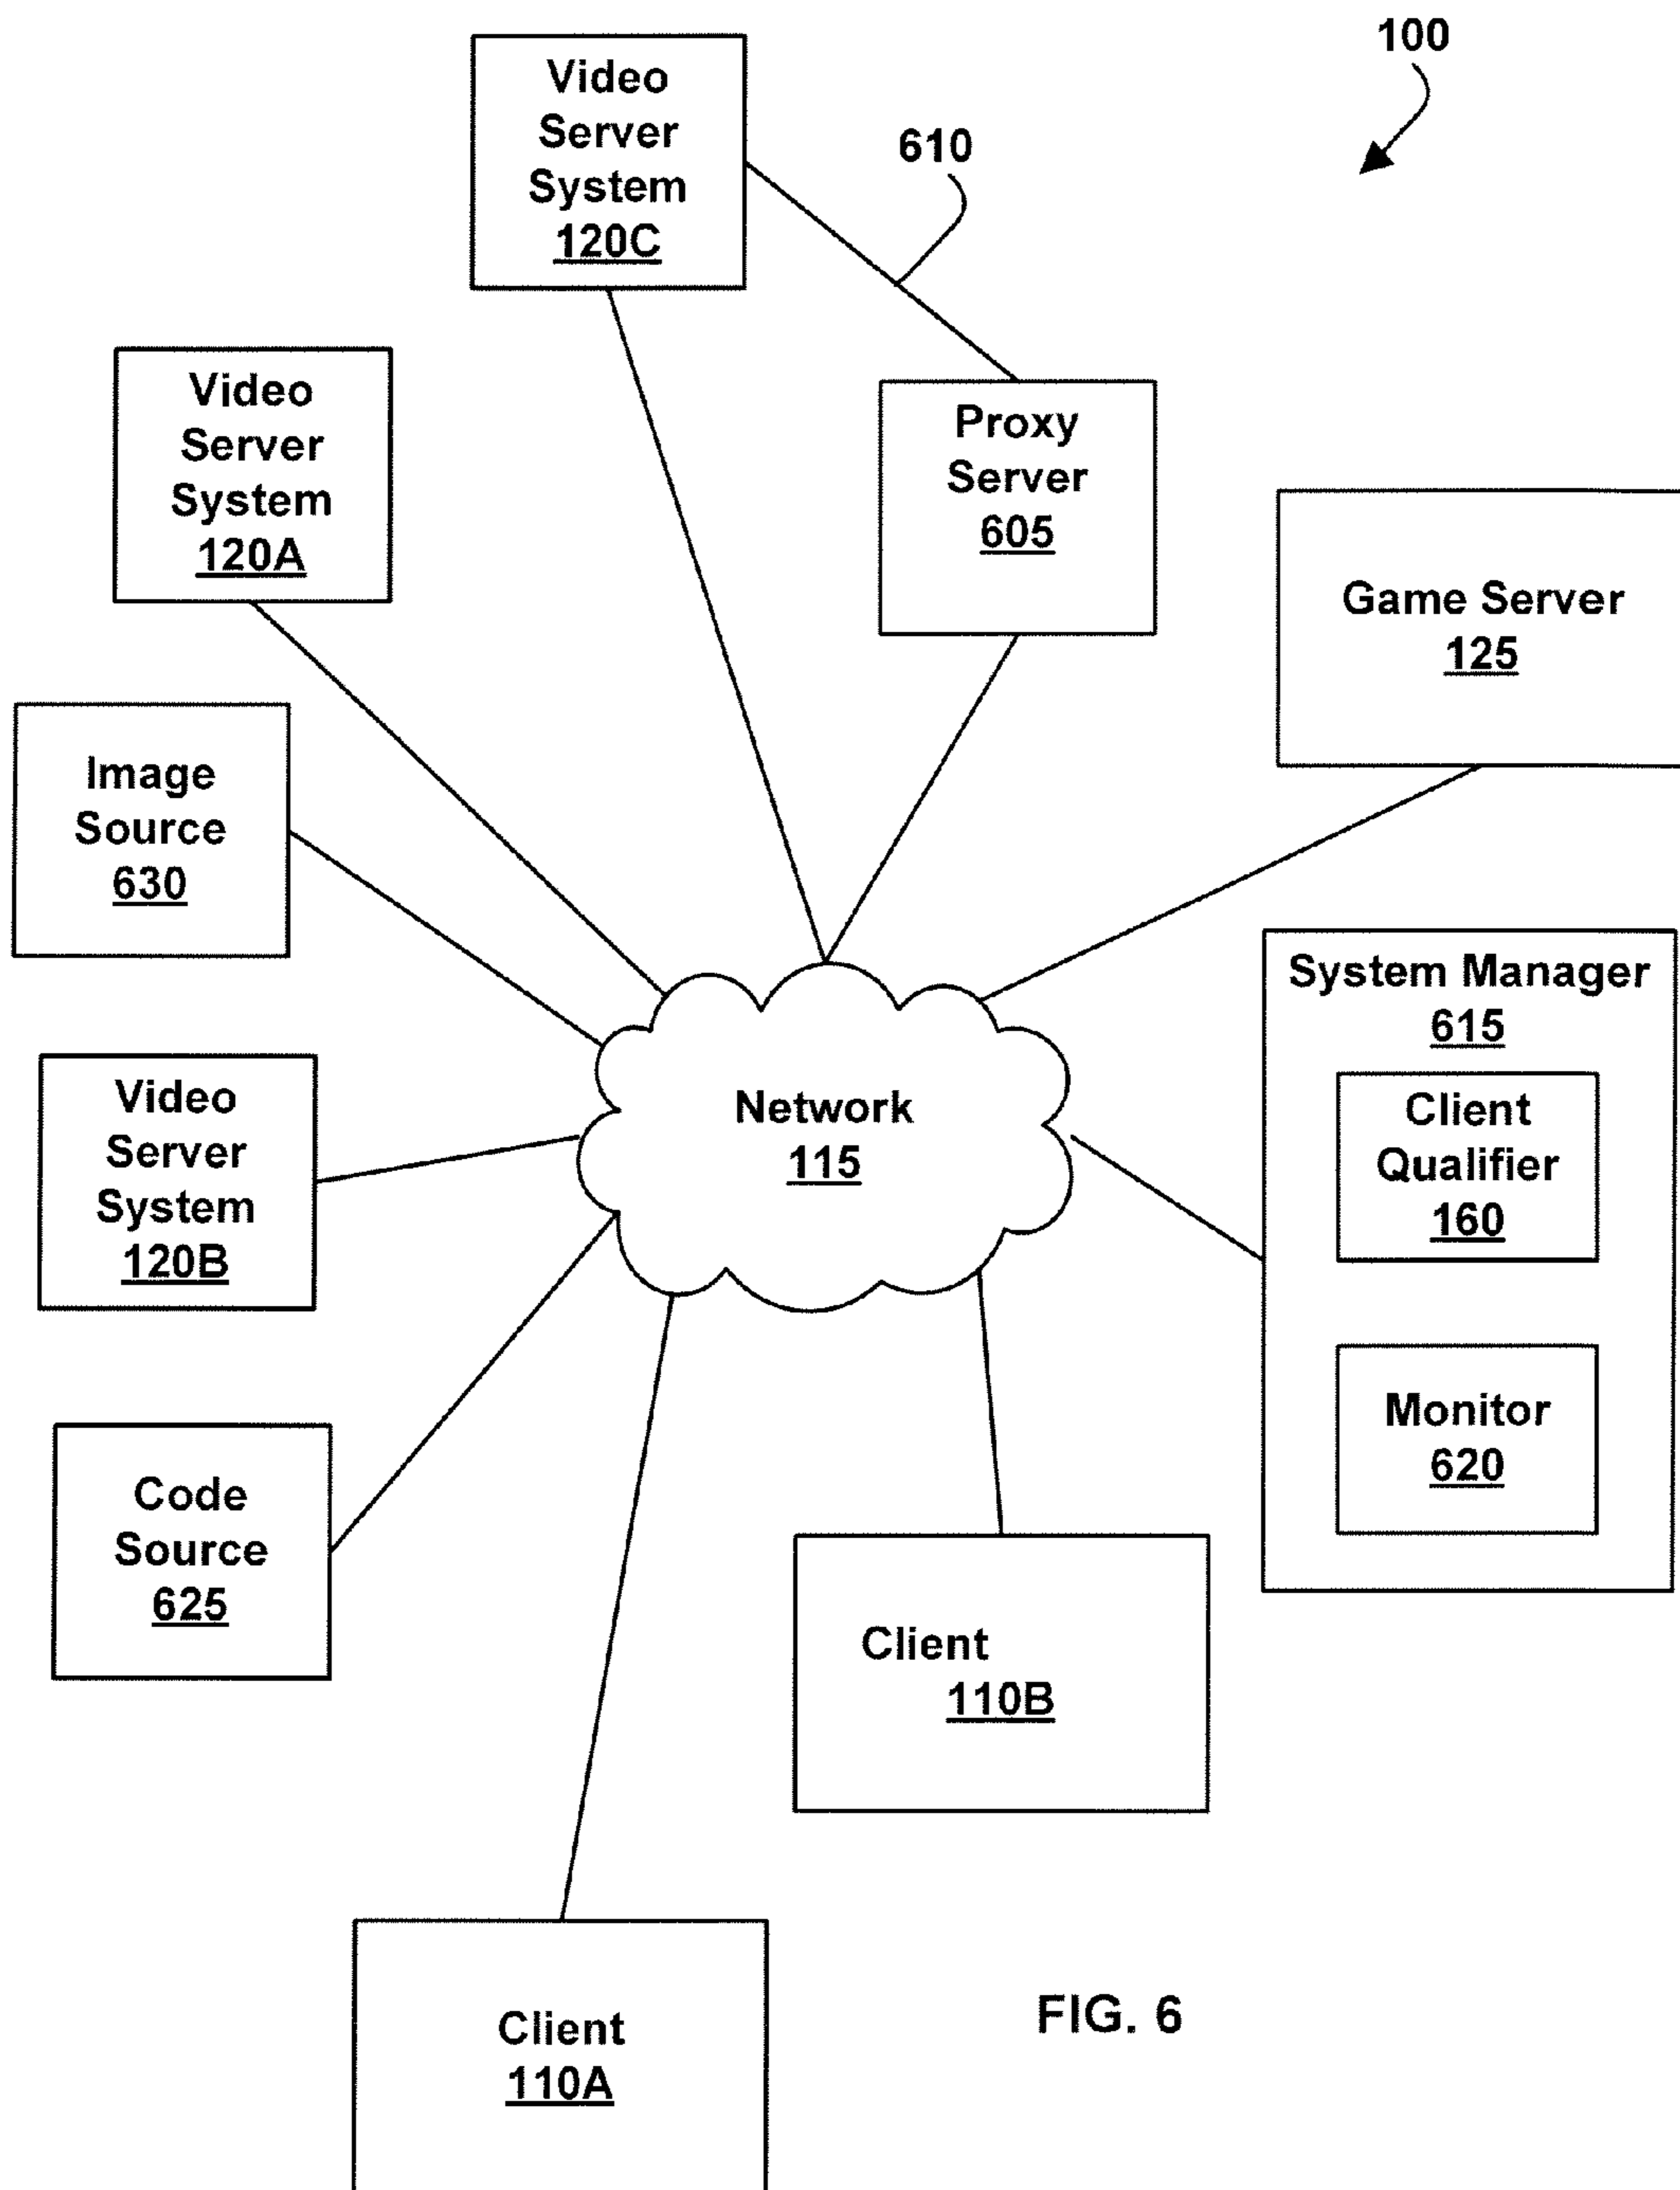 100
Video
Server
System
120C
610
Video
Server
System
120A
Proxy
Server
605
Game Server
125
Image
Source
630
System Manager
615
Client
Qualifier
160
Monitor
620
Network
115
Video
Server
System
120B
Code
Source
625
Client
110B
Client
110A
FIG. 6